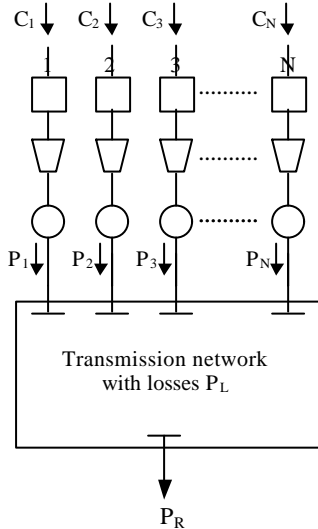 C1 C2 C3 CN
1 2 3 N
P1 P2 P3 PN
Transmission network
with losses PL
PR